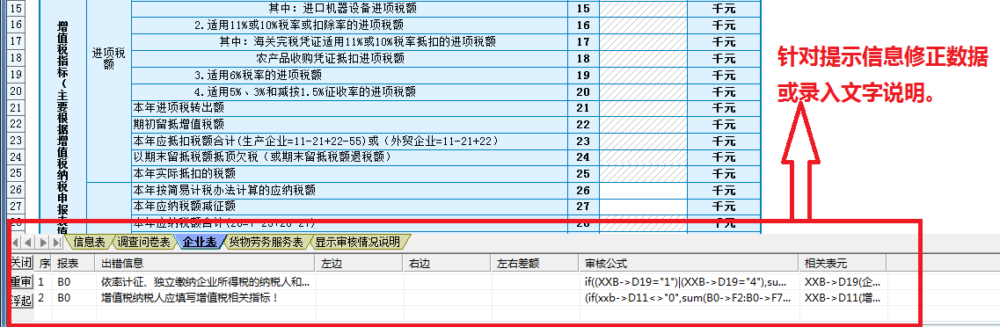 15 其中：进口机器设备进项税额 15 千元
16 2.适用11%或10%税率或扣除率的进项税额 16 千元
17 其中：海关完税凭证适用11%或10%税率抵扣的进项税额 17 千元
18 农产品收购凭证抵扣进项税额 18 千元
19 3.适用6%税率的进项税额 19 千元
20 4.适用5%、3%和减按1.5%征收率的进项税额 20 千元
21 本年进项税转出额 21 千元
22 期初留抵增值税额 22 千元
23 本年应抵扣税额合计(生产企业=11-21+22-55)或（外贸企业=11-21+22） 23 千元
24 以期末留抵税额抵顶欠税（或期末留抵税额退税额） 24 千元
25 本年实际抵扣的税额 25 千元
26 本年按简易计税办法计算的应纳税额 26 千元
27 本年应纳税额减征额 27 千元
增值税指标(主要根据增值税纳税申报表填
进项税额
针对提示信息修正数据
或录入文字说明。
信息表 调查问卷表 企业表 货物劳务服务表 显示审核情况说明
关闭 序 报表 出错信息 左边 右边 左右差额 审核公式 相关表元
重审 1 B0 依率计征、独立缴纳企业所得税的纳税人和... if((XXB->D19="1")|(XXB->D19="4"),su... XXB->D19(企...
浮起 2 B0 增值税纳税人应填写增值税相关指标！ (if(xxb->D11<>"0",sum(B0->F2:B0->F7... XXB->D11(增...